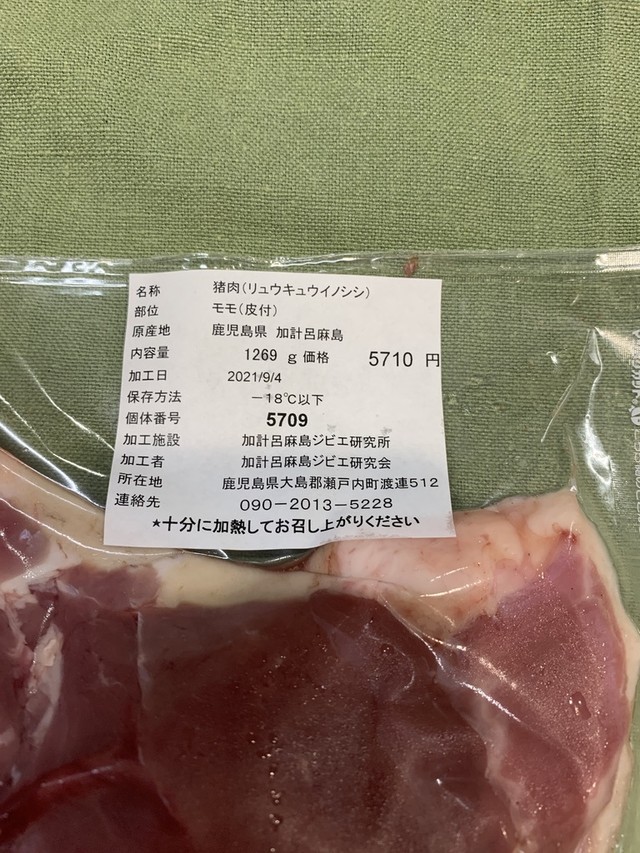 名称 猪肉(リュウキュウイノシシ)
部位 モモ(皮付)
原産地 鹿児島県 加計呂麻島
内容量 1269 g 価格 5710 円
加工日 2021/9/4
保存方法 －18℃以下
個体番号 5709
加工施設 加計呂麻島ジビエ研究所
加工者 加計呂麻島ジビエ研究会
所在地 鹿児島県大島郡瀬戸内町渡連512
連絡先 090－2013－5228
★十分に加熱してお召し上がりください